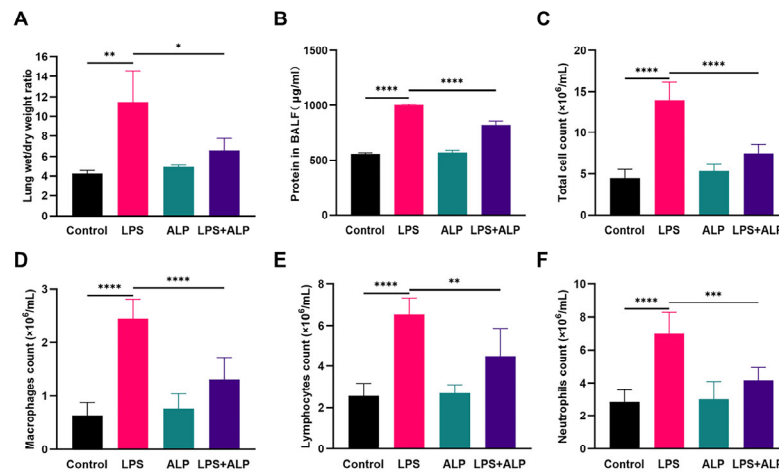 A
Lung wet/dry weight ratio
16
14
12
10
8
6
4
2
0
**
*
Control LPS ALP LPS+ALP
B
Protein in BALF( μg/ml)
1500
1000
500
0
****
****
Control LPS ALP LPS+ALP
C
Total cell count (×10⁶/mL)
20
15
10
5
0
****
****
Control LPS ALP LPS+ALP
D
Macrophages count (×10⁶/mL)
3
2
1
0
****
****
Control LPS ALP LPS+ALP
E
Lymphocytes count (×10⁶/mL)
8
6
4
2
0
****
**
Control LPS ALP LPS+ALP
F
Neutrophils count (×10⁶/mL)
10
8
6
4
2
0
****
***
Control LPS ALP LPS+ALP